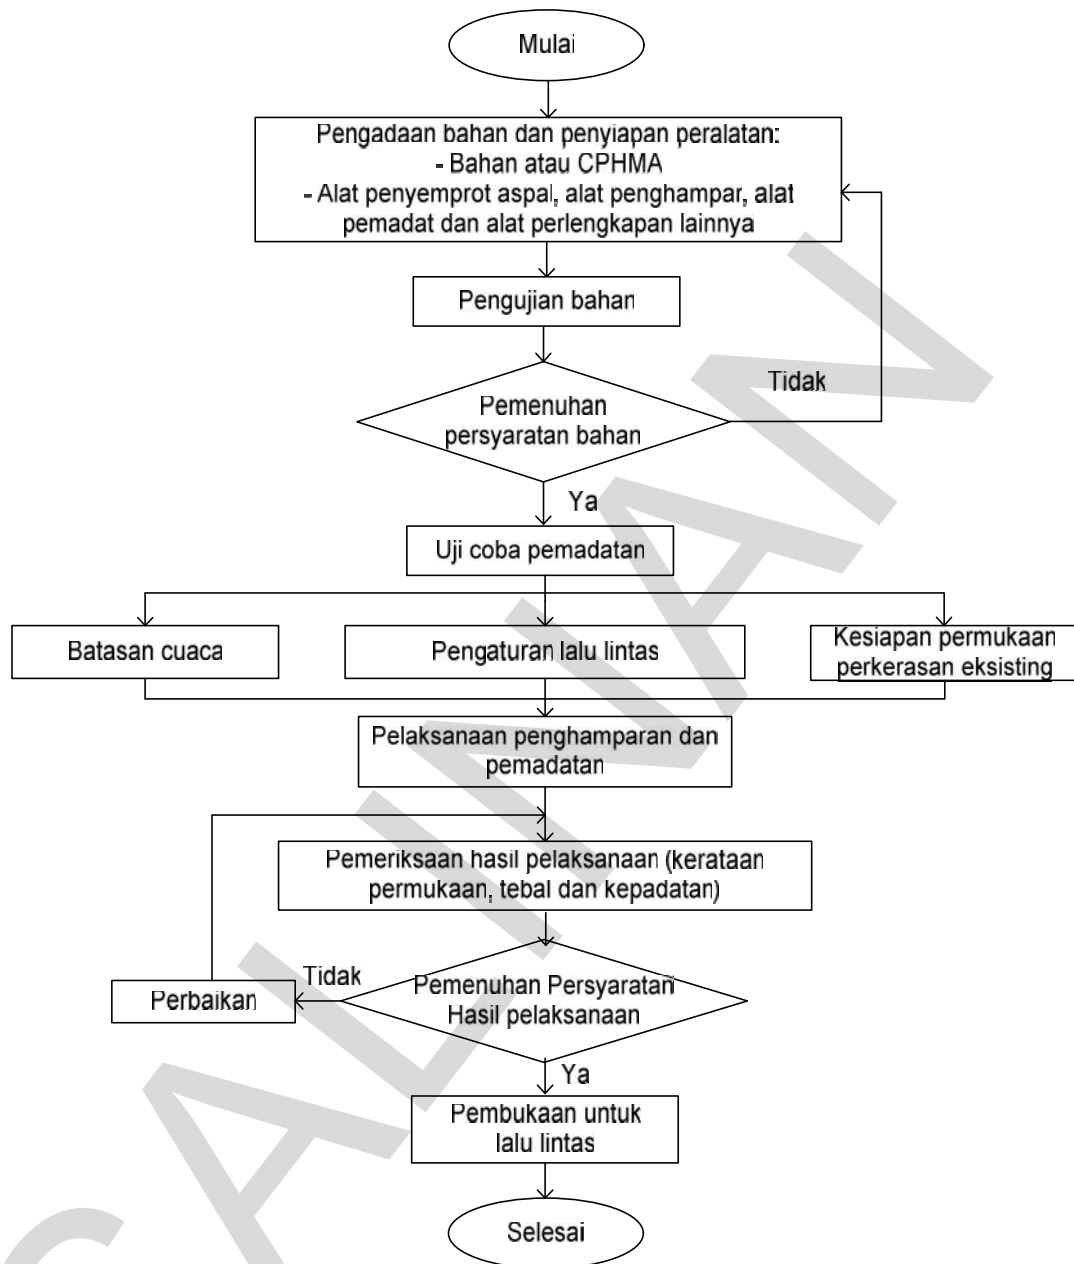 Mulai
Pengadaan bahan dan penyiapan peralatan:
- Bahan atau CPHMA
- Alat penyemprot aspal, alat penghampar, alat
pemadat dan alat perlengkapan lainnya
Pengujian bahan
Tidak
Pemenuhan
persyaratan bahan
Ya
Uji coba pemadatan
Batasan cuaca
Pengaturan lalu lintas
Kesiapan permukaan
perkerasan eksisting
Pelaksanaan penghamparan dan
pemadatan
Pemeriksaan hasil pelaksanaan (kerataan
permukaan, tebal dan kepadatan)
Tidak
Perbaikan
Pemenuhan Persyaratan
Hasil pelaksanaan
Ya
Pembukaan untuk
lalu lintas
Selesai
SALINAN